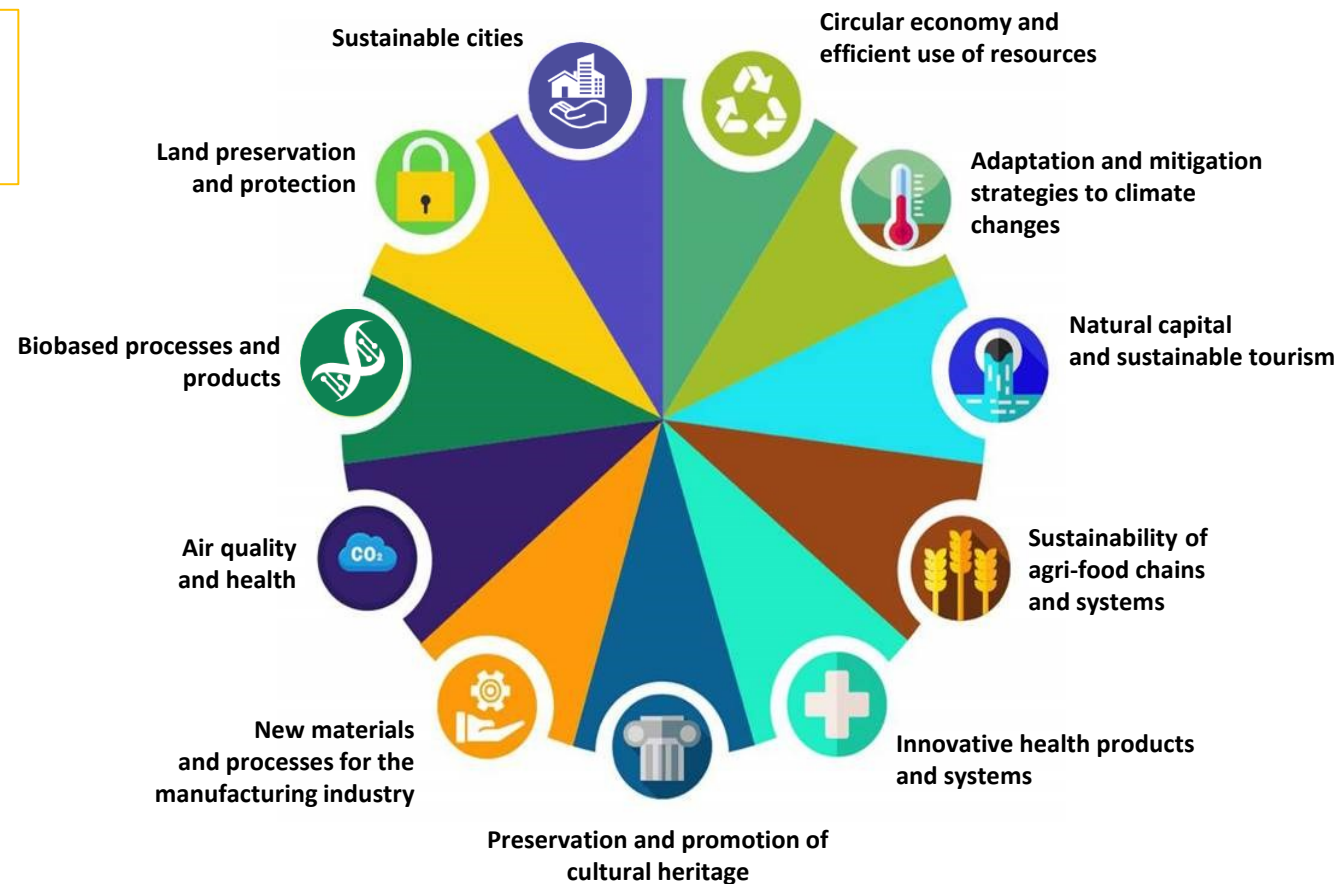 Sustainable cities
Circular economy and
efficient use of resources
Land preservation
and protection
Adaptation and mitigation
strategies to climate
changes
Biobased processes and
products
Natural capital
and sustainable tourism
Air quality
and health
CO₂
Sustainability of
agri-food chains
and systems
New materials
and processes for the
manufacturing industry
Innovative health products
and systems
Preservation and promotion of
cultural heritage